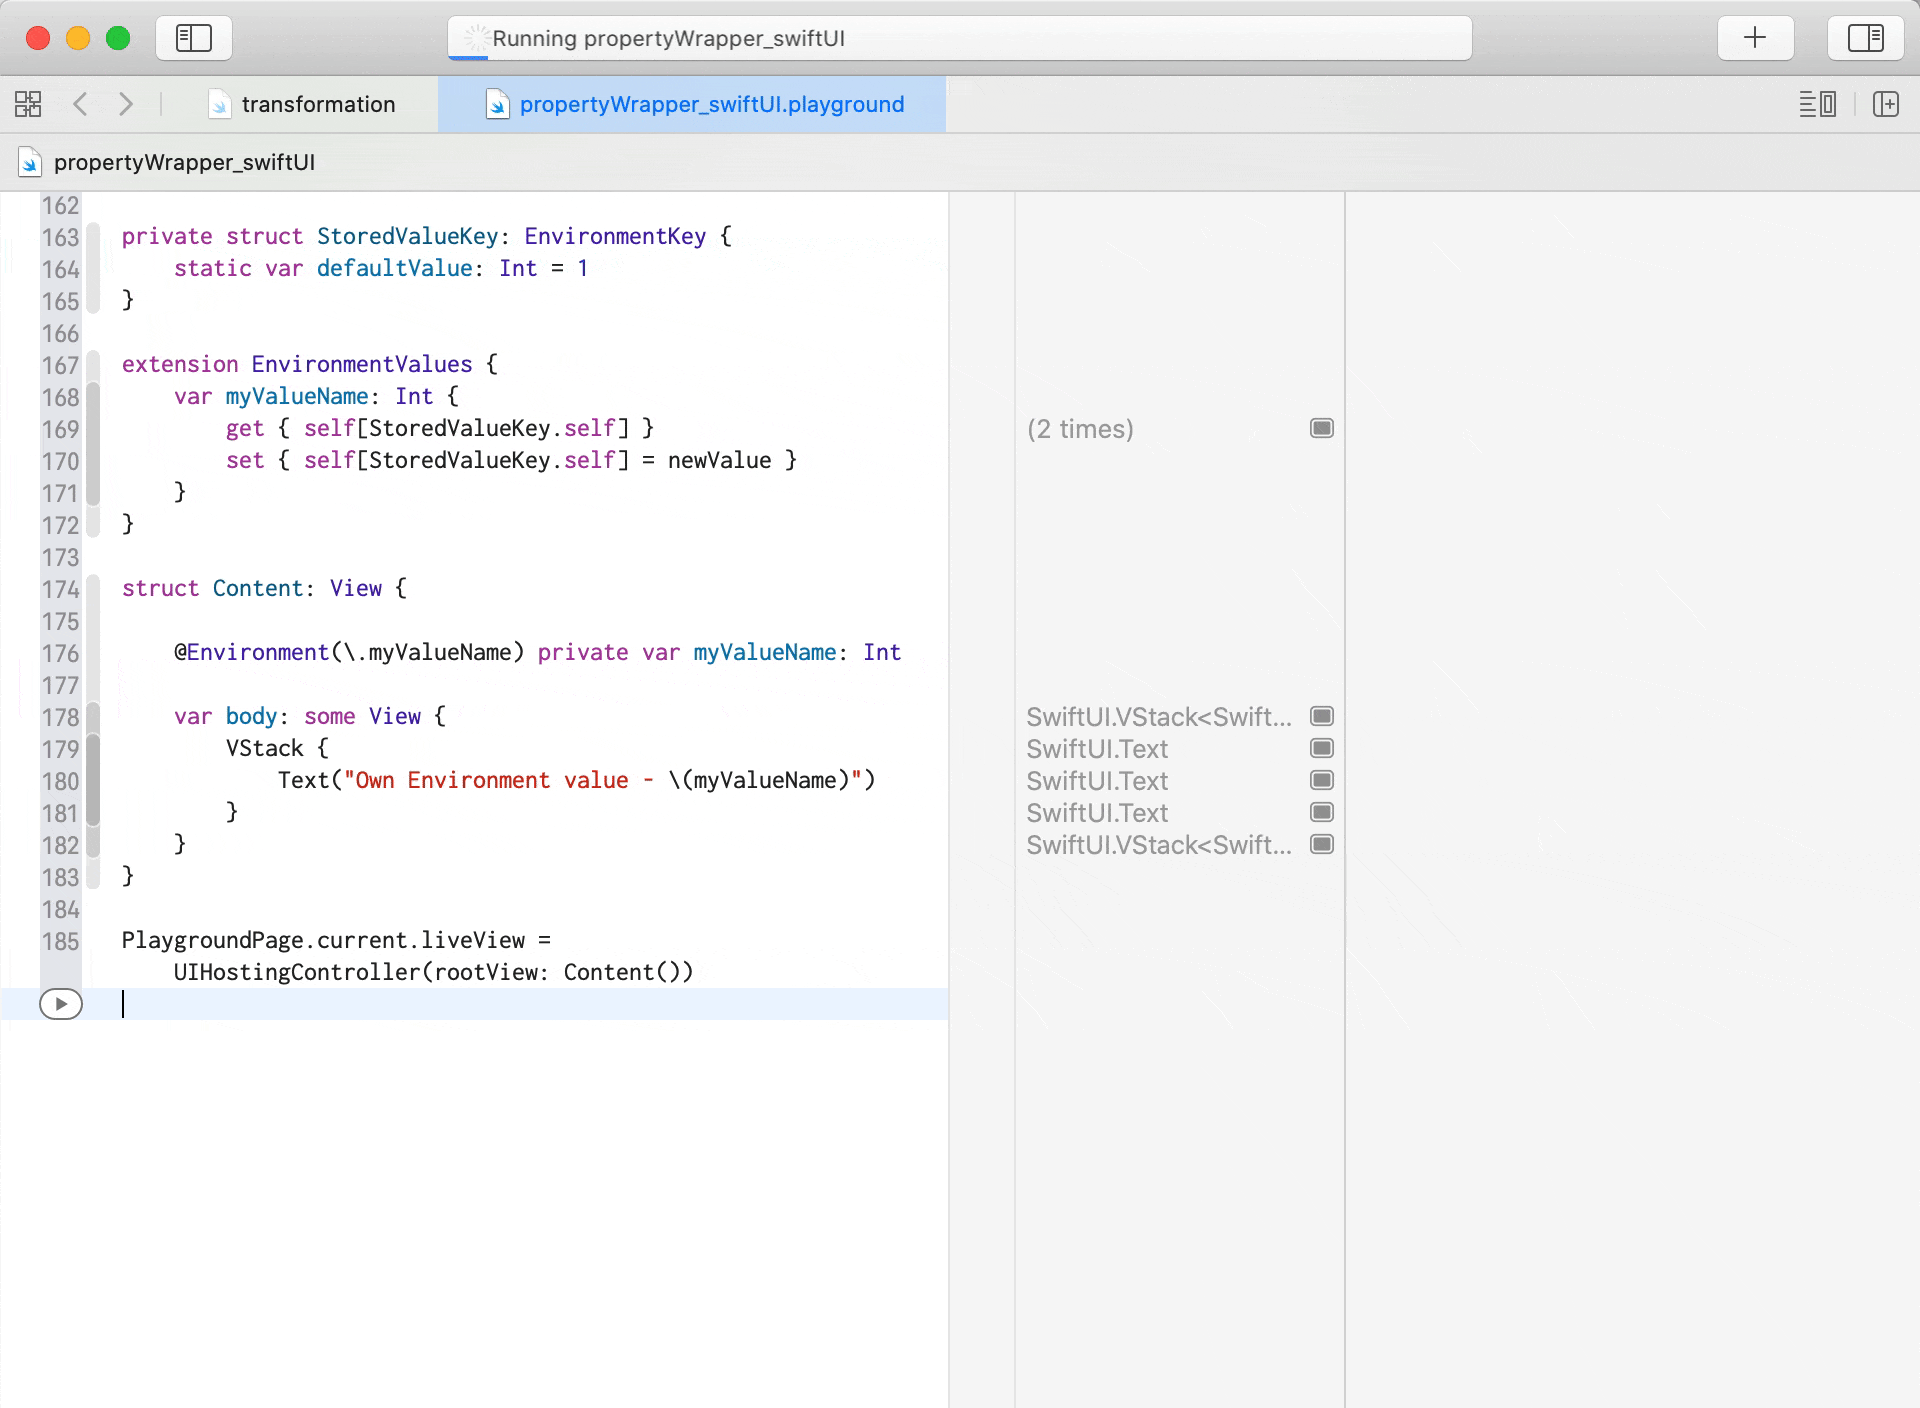 Running propertyWrapper_swiftUI
transformation
propertyWrapper_swiftUI.playground
propertyWrapper_swiftUI
162
163 private struct StoredValueKey: EnvironmentKey {
164     static var defaultValue: Int = 1
165 }
166
167 extension EnvironmentValues {
168     var myValueName: Int {
169         get { self[StoredValueKey.self] } (2 times)
170         set { self[StoredValueKey.self] = newValue }
171     }
172 }
173
174 struct Content: View {
175
176     @Environment(\.myValueName) private var myValueName: Int
177
178     var body: some View { SwiftUI.VStack<Swift...
179         VStack { SwiftUI.Text
180             Text("Own Environment value - \(myValueName)") SwiftUI.Text
181         } SwiftUI.Text
182     } SwiftUI.VStack<Swift...
183 }
184
185 PlaygroundPage.current.liveView =
    UIHostingController(rootView: Content())